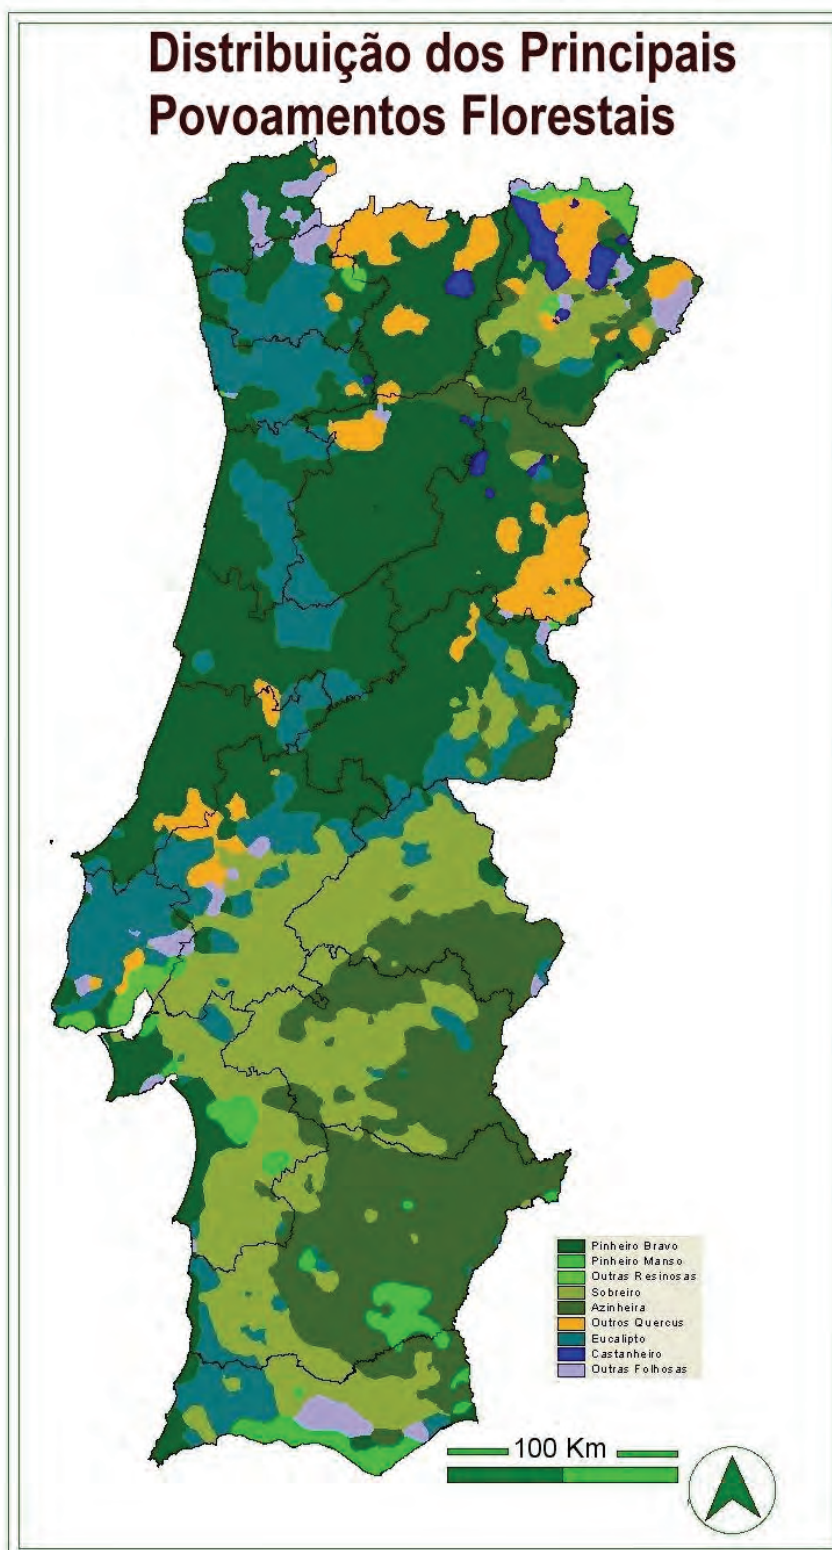 Distribuição dos Principais
Povoamentos Florestais
Pinheiro Bravo
Pinheiro Manso
Outras Resinosas
Sobreiro
Azinheira
Outros Quercus
Eucalipto
Castanheiro
Outras Folhosas
100 Km